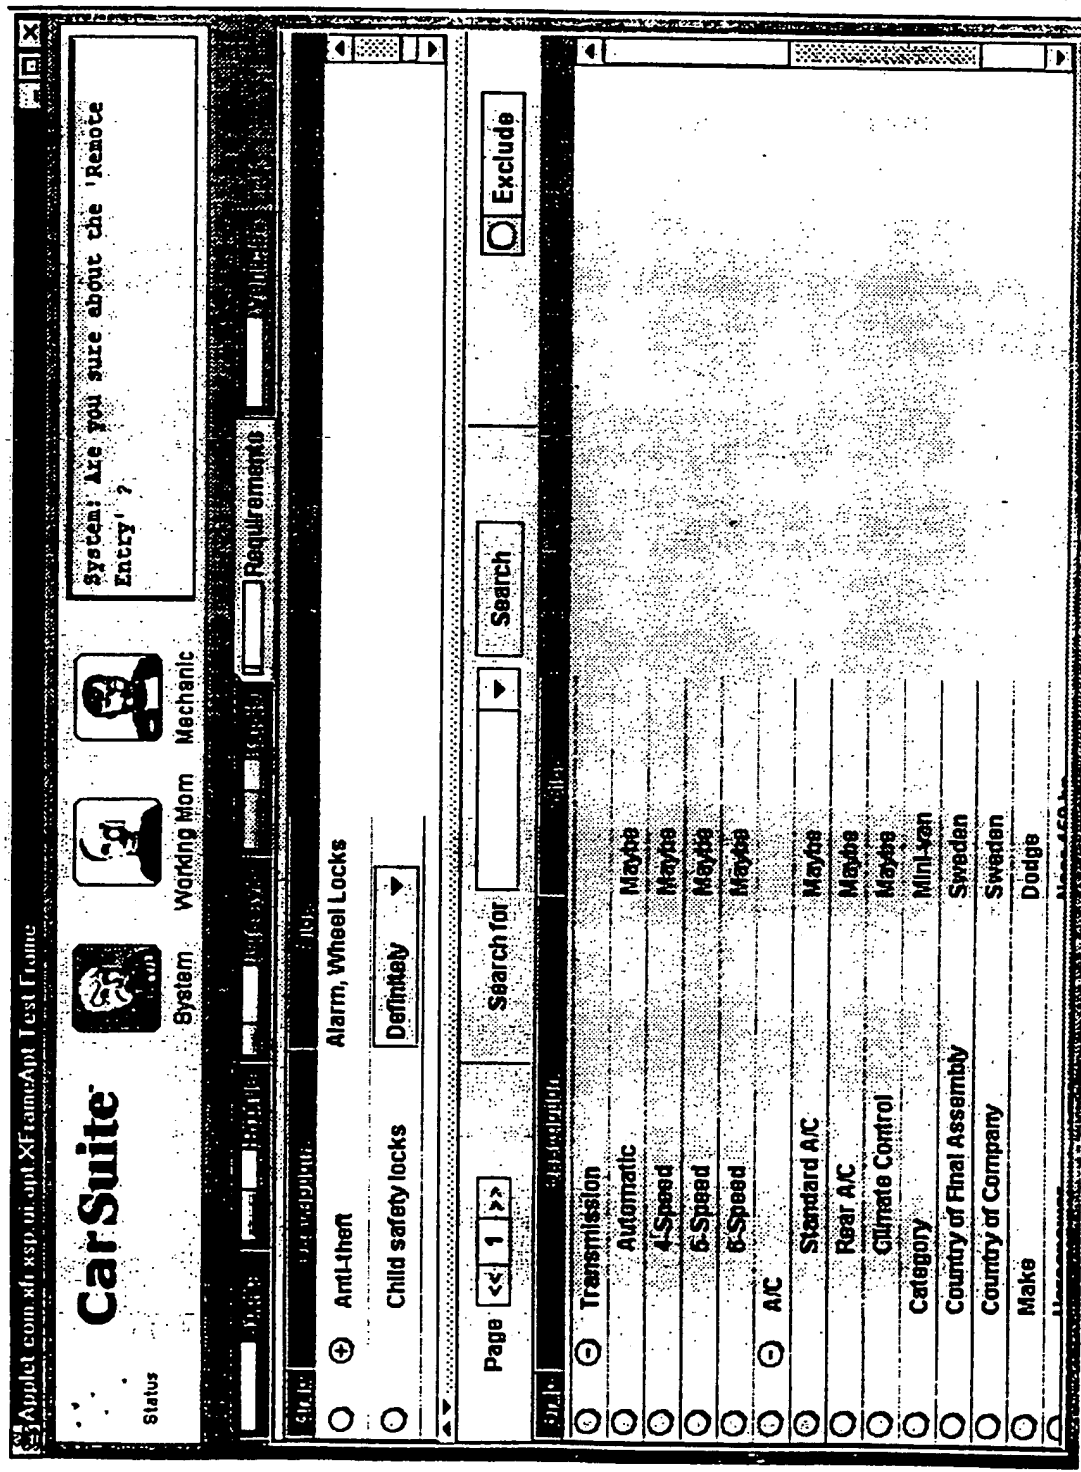 Applet com.xh.xsp.ui.apt.XFrameApt Test Frame
Status
CarSuite
System
Working Mom
Mechanic
System: Are you sure about the 'Remote
Entry' ?
Requirements
Anti-theft Alarm, Wheel Locks
Child safety locks Definitely
Page << 1 >> Search for Search Exclude
Transmission
Automatic Maybe
4-Speed Maybe
5-Speed Maybe
6-Speed Maybe
A/C
Standard A/C Maybe
Rear A/C Maybe
Climate Control Maybe
Category Mini-van
Country of Final Assembly Sweden
Country of Company Sweden
Make Dodge